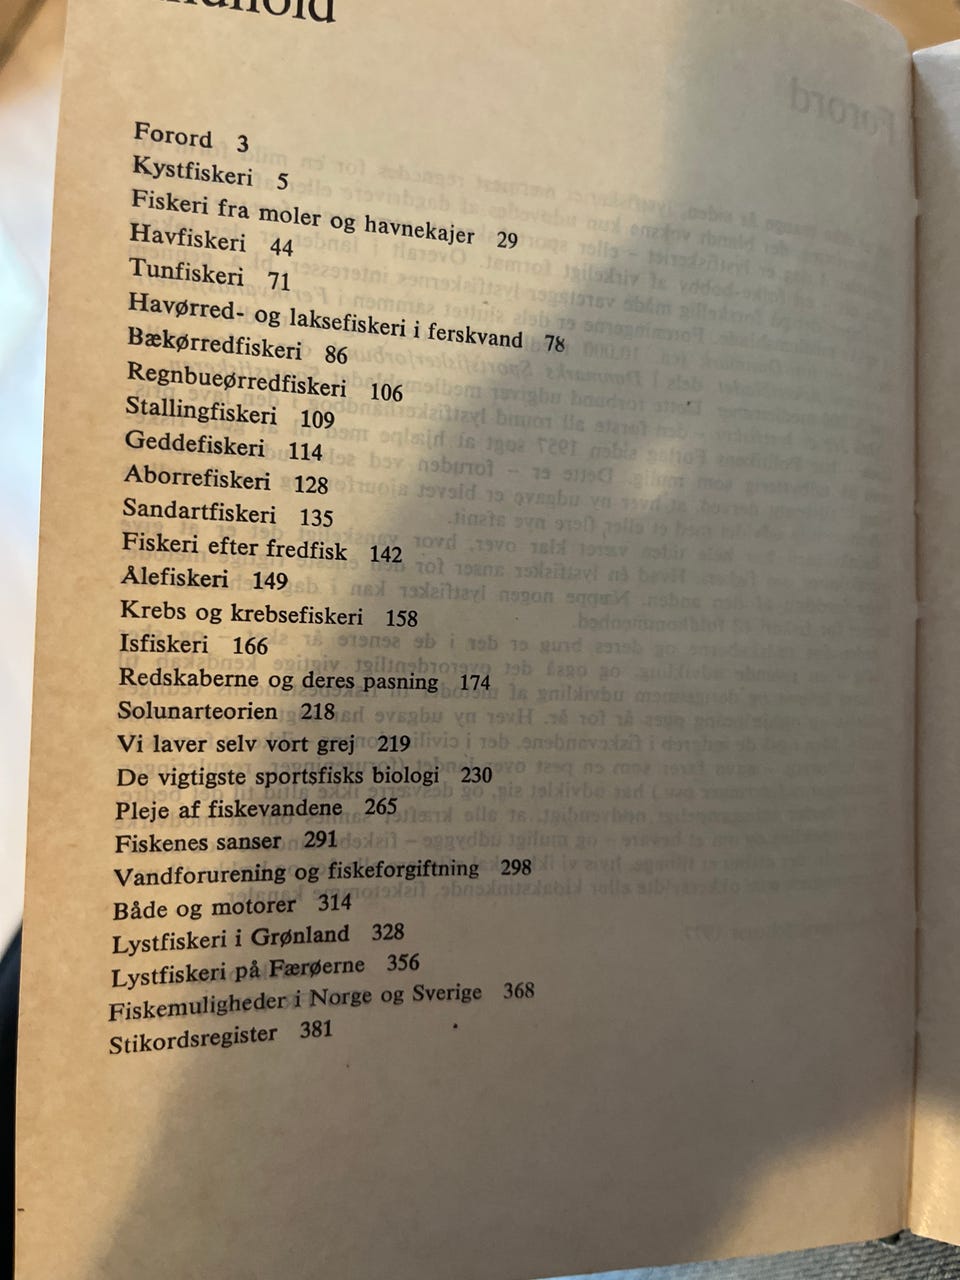 Forord 3
Kystfiskeri 5
Fiskeri fra moler og havnekajer 29
Havfiskeri 44
Tunfiskeri 71
Havørred- og laksefiskeri i ferskvand 78
Bækørredfiskeri 86
Regnbueørredfiskeri 106
Stallingfiskeri 109
Geddefiskeri 114
Aborrefiskeri 128
Sandartfiskeri 135
Fiskeri efter fredfisk 142
Ålefiskeri 149
Krebs og krebsefiskeri 158
Isfiskeri 166
Redskaberne og deres pasning 174
Solunarteorien 218
Vi laver selv vort grej 219
De vigtigste sportsfisks biologi 230
Pleje af fiskevandene 265
Fiskenes sanser 291
Vandforurening og fiskeforgiftning 298
Både og motorer 314
Lystfiskeri i Grønland 328
Lystfiskeri på Færøerne 356
Fiskemuligheder i Norge og Sverige 368
Stikordsregister 381